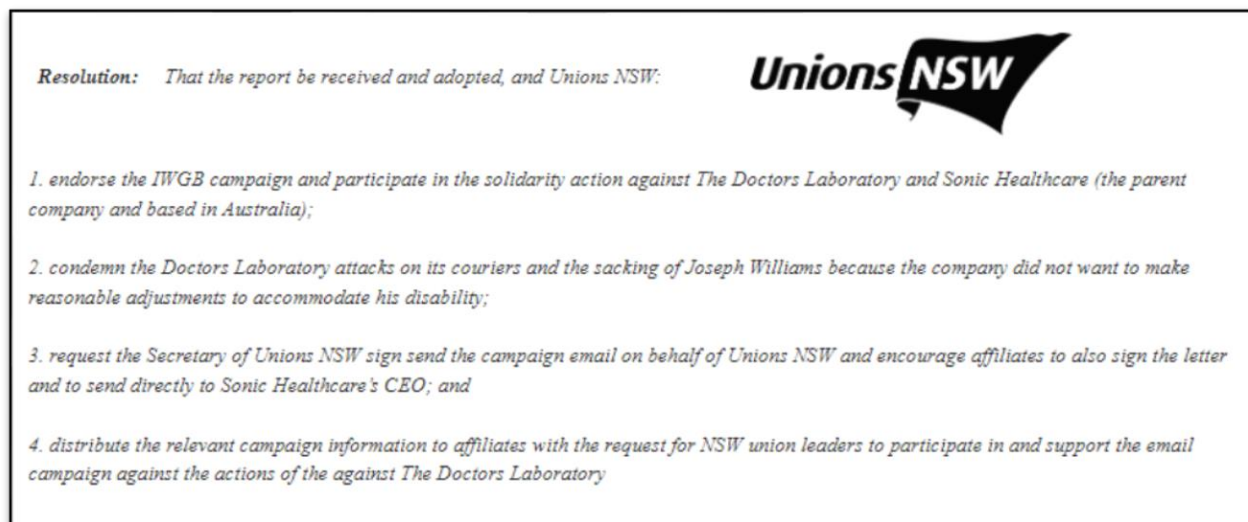 Resolution: That the report be received and adopted, and Unions NSW:
Unions NSW
1. endorse the IWGB campaign and participate in the solidarity action against The Doctors Laboratory and Sonic Healthcare (the parent
company and based in Australia);
2. condemn the Doctors Laboratory attacks on its couriers and the sacking of Joseph Williams because the company did not want to make
reasonable adjustments to accommodate his disability;
3. request the Secretary of Unions NSW sign send the campaign email on behalf of Unions NSW and encourage affiliates to also sign the letter
and to send directly to Sonic Healthcare's CEO; and
4. distribute the relevant campaign information to affiliates with the request for NSW union leaders to participate in and support the email
campaign against the actions of the against The Doctors Laboratory